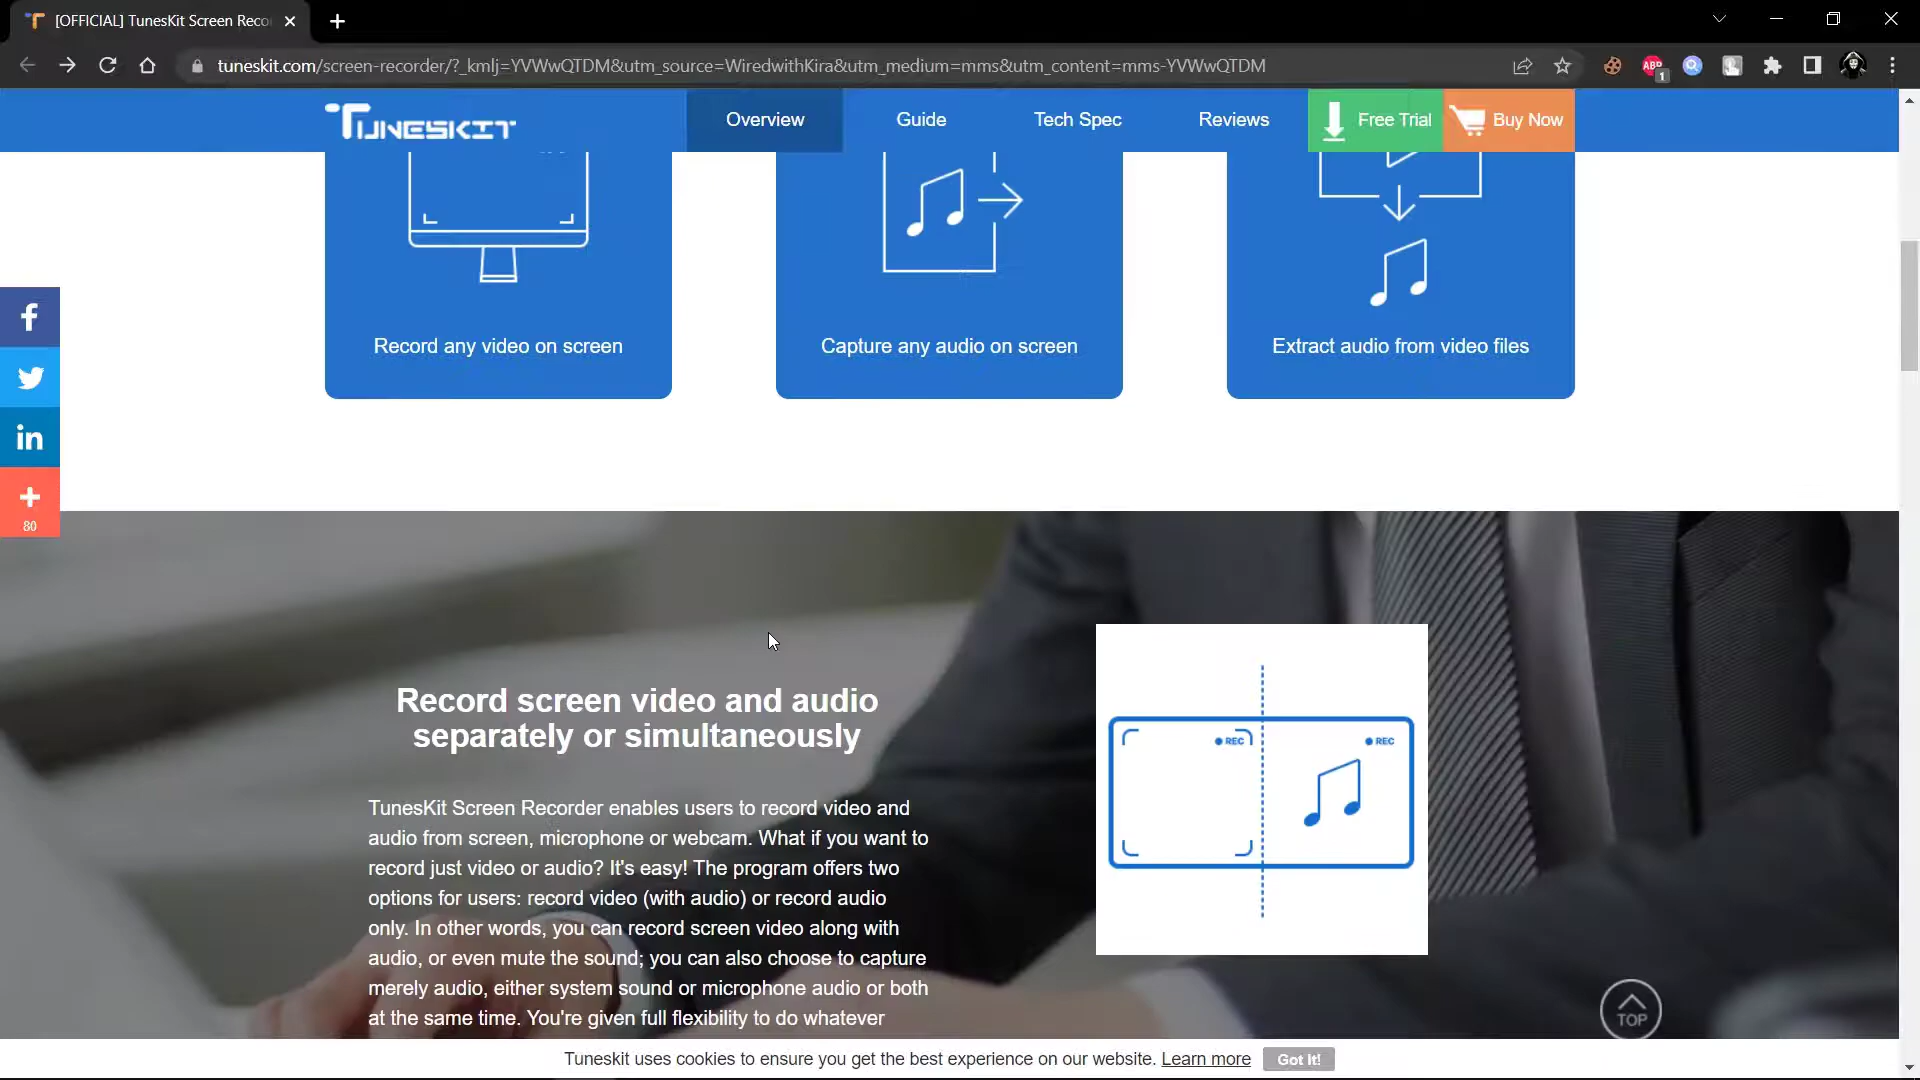 [OFFICIAL] TunesKit Screen Reco
tuneskit.com/screen-recorder/?_kmlj=YVWwQTDM&utm_source=WiredwithKira&utm_medium=mms&utm_content=mms-YVWwQTDM
ABP
1
TUNESKIT
Overview
Guide
Tech Spec
Reviews
Free Trial
Buy Now
Record any video on screen
Capture any audio on screen
Extract audio from video files
80
Record screen video and audio
separately or simultaneously
REC
REC
TunesKit Screen Recorder enables users to record video and
audio from screen, microphone or webcam. What if you want to
record just video or audio? It's easy! The program offers two
options for users: record video (with audio) or record audio
only. In other words, you can record screen video along with
audio, or even mute the sound; you can also choose to capture
merely audio, either system sound or microphone audio or both
at the same time. You're given full flexibility to do whatever
TOP
Tuneskit uses cookies to ensure you get the best experience on our website. Learn more
Got It!